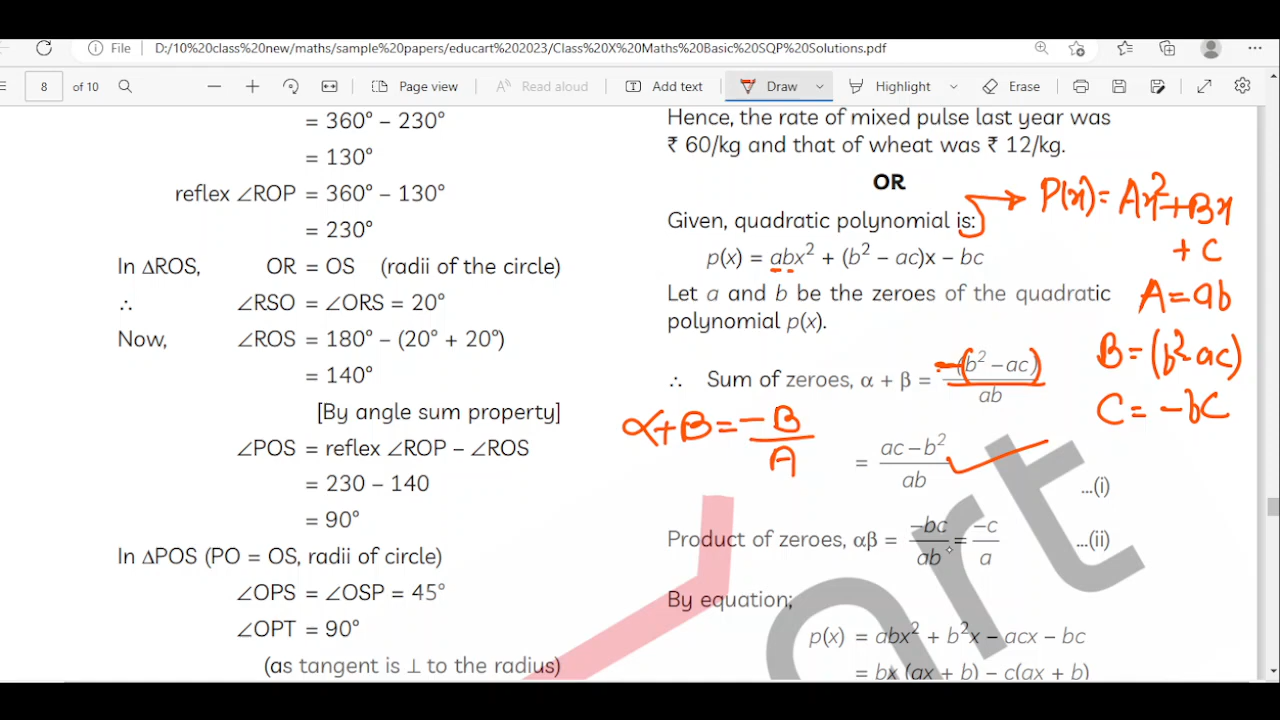 File D:/10%20class%20new/maths/sample%20papers/educart%202023/Class%20X%20Maths%20Basic%20SQP%20Solutions.pdf
8 of 10 Page view Read aloud Add text Draw Highlight Erase
= 360° – 230°
= 130°
reflex ∠ROP = 360° – 130°
= 230°
In ΔROS, OR = OS (radii of the circle)
∴ ∠RSO = ∠ORS = 20°
Now, ∠ROS = 180° – (20° + 20°)
= 140°
[By angle sum property]
∠POS = reflex ∠ROP – ∠ROS
= 230 – 140
= 90°
In ΔPOS (PO = OS, radii of circle)
∠OPS = ∠OSP = 45°
∠OPT = 90°
(as tangent is ⊥ to the radius)
Hence, the rate of mixed pulse last year was
₹ 60/kg and that of wheat was ₹ 12/kg.
OR
Given, quadratic polynomial is:
p(x) = abx² + (b² – ac)x – bc
Let a and b be the zeroes of the quadratic
polynomial p(x).
∴ Sum of zeroes, α + β = –(b² – ac)/ab
= ac – b²/ab ...(i)
Product of zeroes, αβ = –bc/ab = –c/a ...(ii)
By equation;
p(x) = abx² + b²x – acx – bc
= bx (ax + b) – c(ax + b)
P(x) = Ax² + Bx
+ C
A = ab
B = (b² - ac)
C = -bC
α + B = -B/A
art